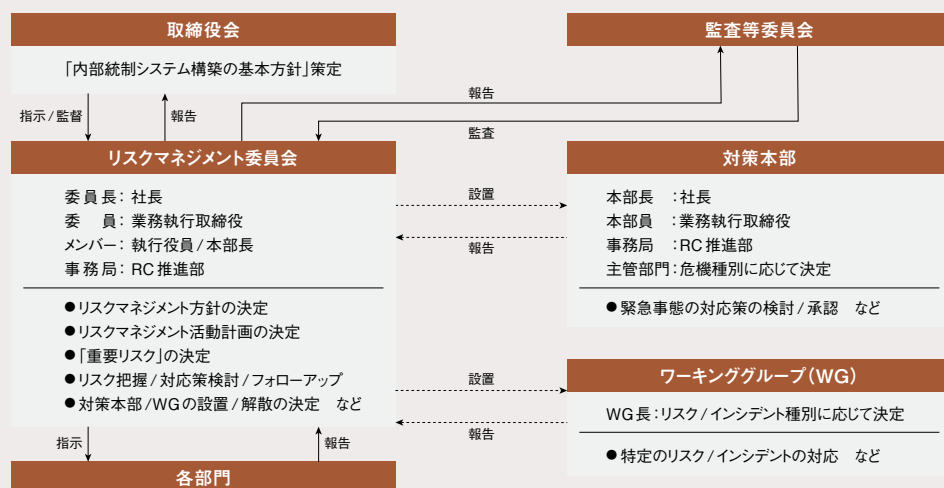 取締役会
「内部統制システム構築の基本方針」策定
監査等委員会
指示/監督
報告
報告
監査
リスクマネジメント委員会
委員長：社長
委　員：業務執行取締役
メンバー：執行役員/本部長
事務局：RC推進部
●リスクマネジメント方針の決定
●リスクマネジメント活動計画の決定
●「重要リスク」の決定
●リスク把握/対応策検討/フォローアップ
●対策本部/WGの設置/解散の決定　など
設置
報告
対策本部
本部長　：社長
本部員　：業務執行取締役
事務局　：RC推進部
主管部門：危機種別に応じて決定
●緊急事態の対応策の検討/承認　など
設置
報告
ワーキンググループ（WG）
WG長：リスク/インシデント種別に応じて決定
●特定のリスク/インシデントの対応　など
指示
報告
各部門